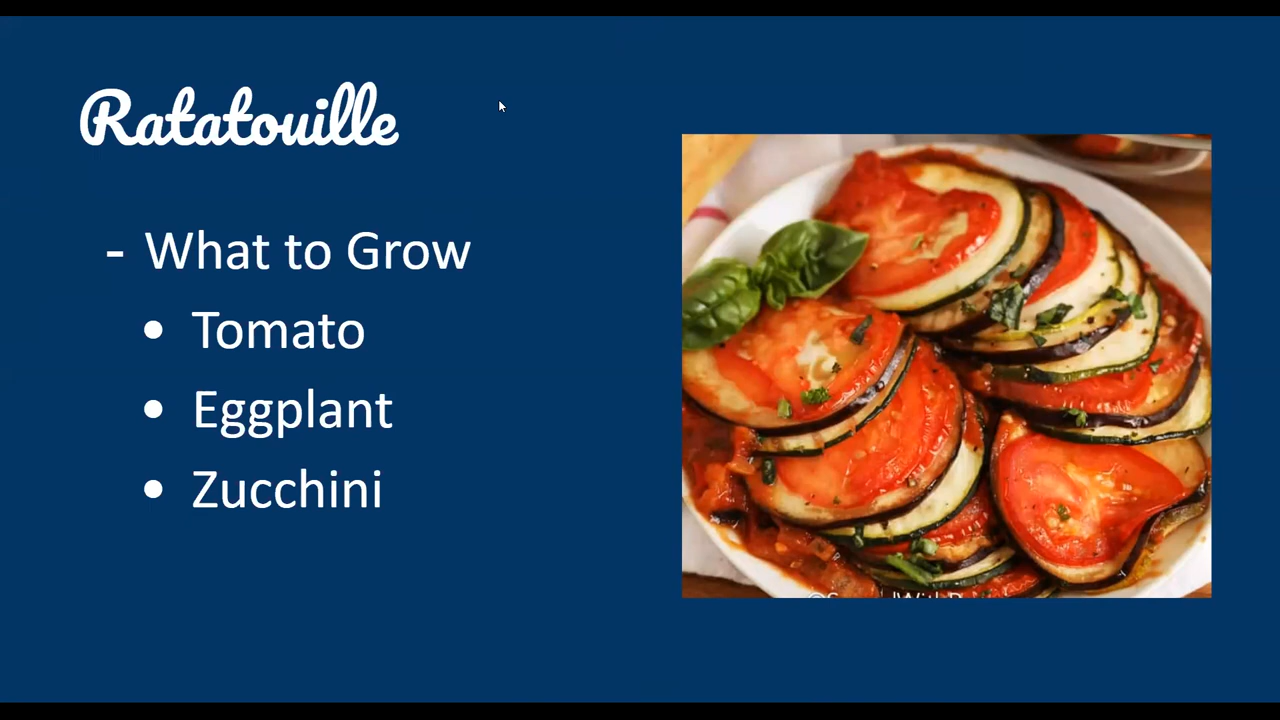 Ratatouille
- What to Grow
• Tomato
• Eggplant
• Zucchini